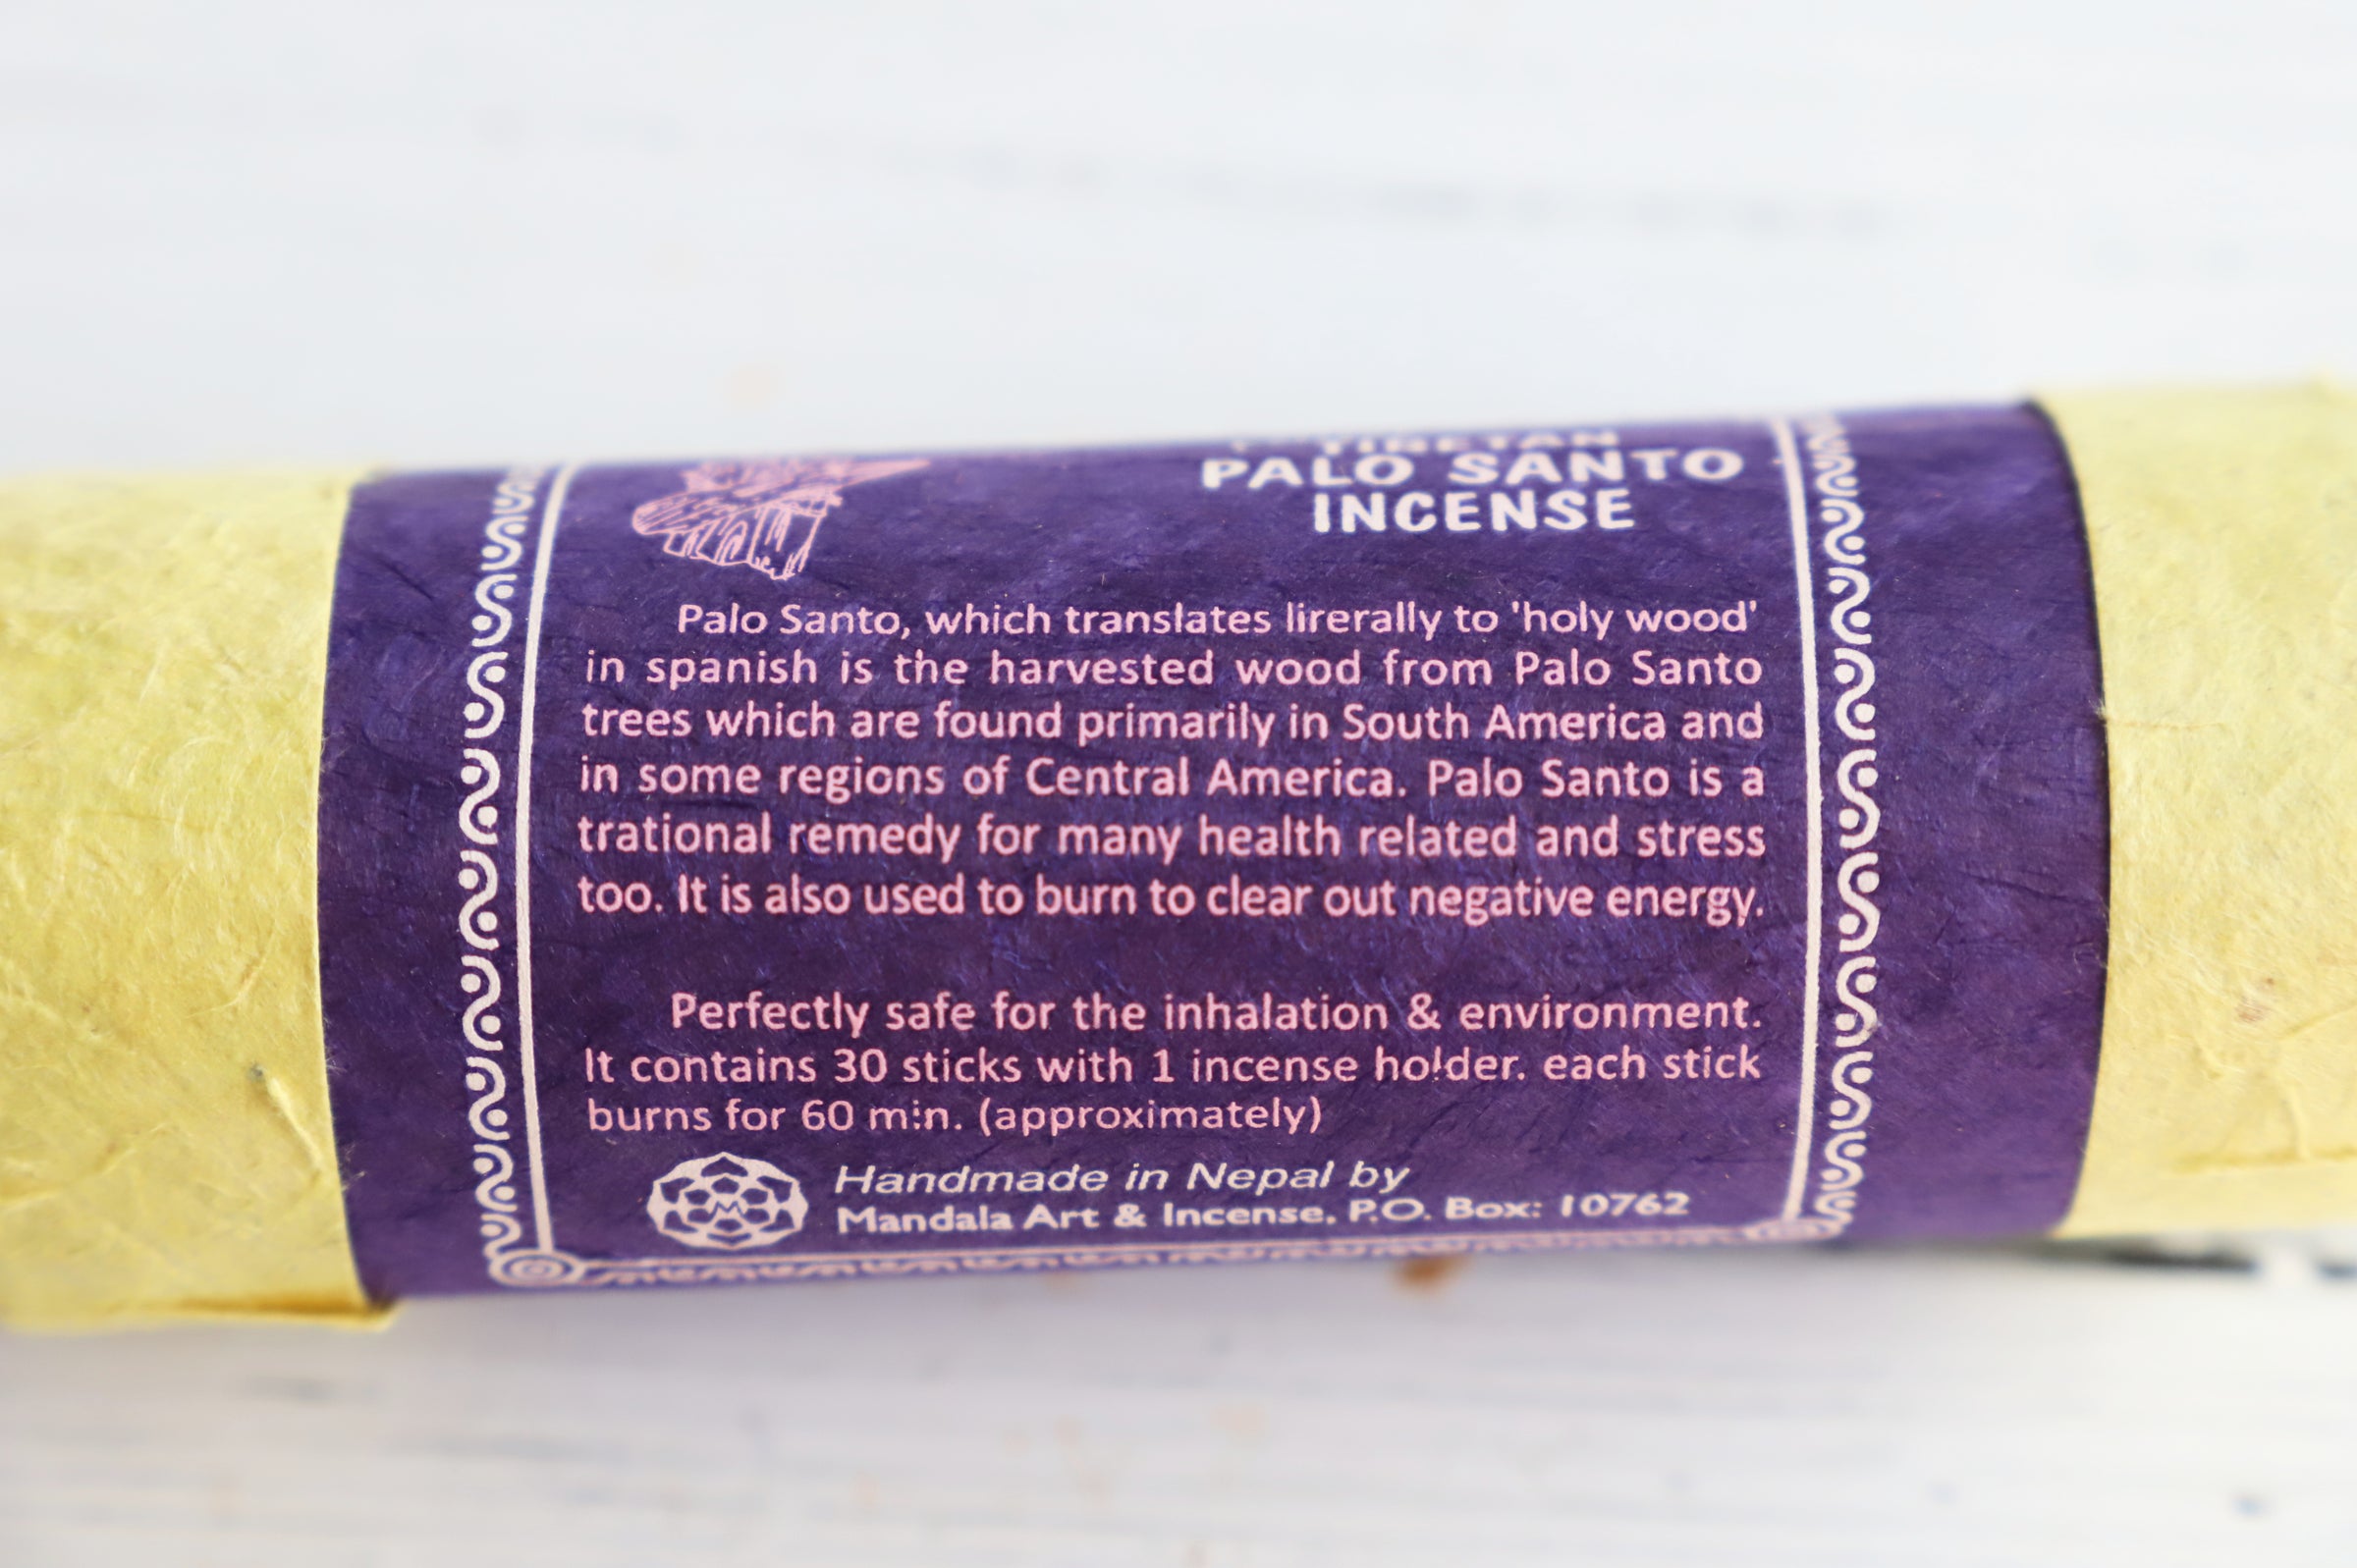 TIBETAN
PALO SANTO
INCENSE
Palo Santo, which translates lirerally to 'holy wood'
in spanish is the harvested wood from Palo Santo
trees which are found primarily in South America and
in some regions of Central America. Palo Santo is a
trational remedy for many health related and stress
too. It is also used to burn to clear out negative energy.
Perfectly safe for the inhalation & environment.
It contains 30 sticks with 1 incense holder. each stick
burns for 60 min. (approximately)
M
Handmade in Nepal by
Mandala Art & Incense. P.O. Box: 10762